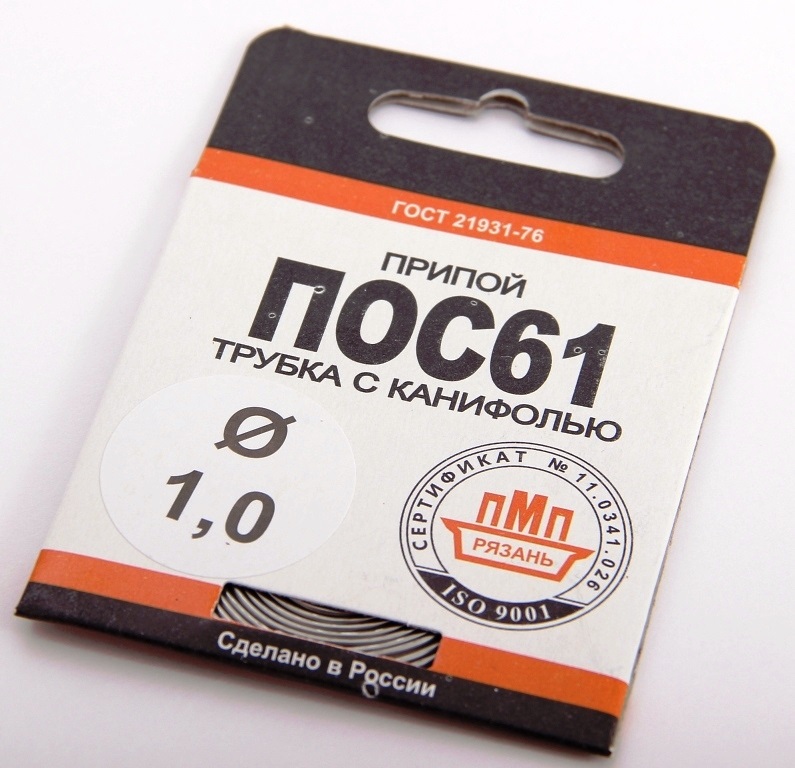 ГОСТ 21931-76
ПРИПОЙ
ПОС61
ТРУБКА С КАНИФОЛЬЮ
Ø
1,0
СЕРТИФИКАТ № 11.0341.026
ПМП
РЯЗАНЬ
ISO 9001
Сделано в России